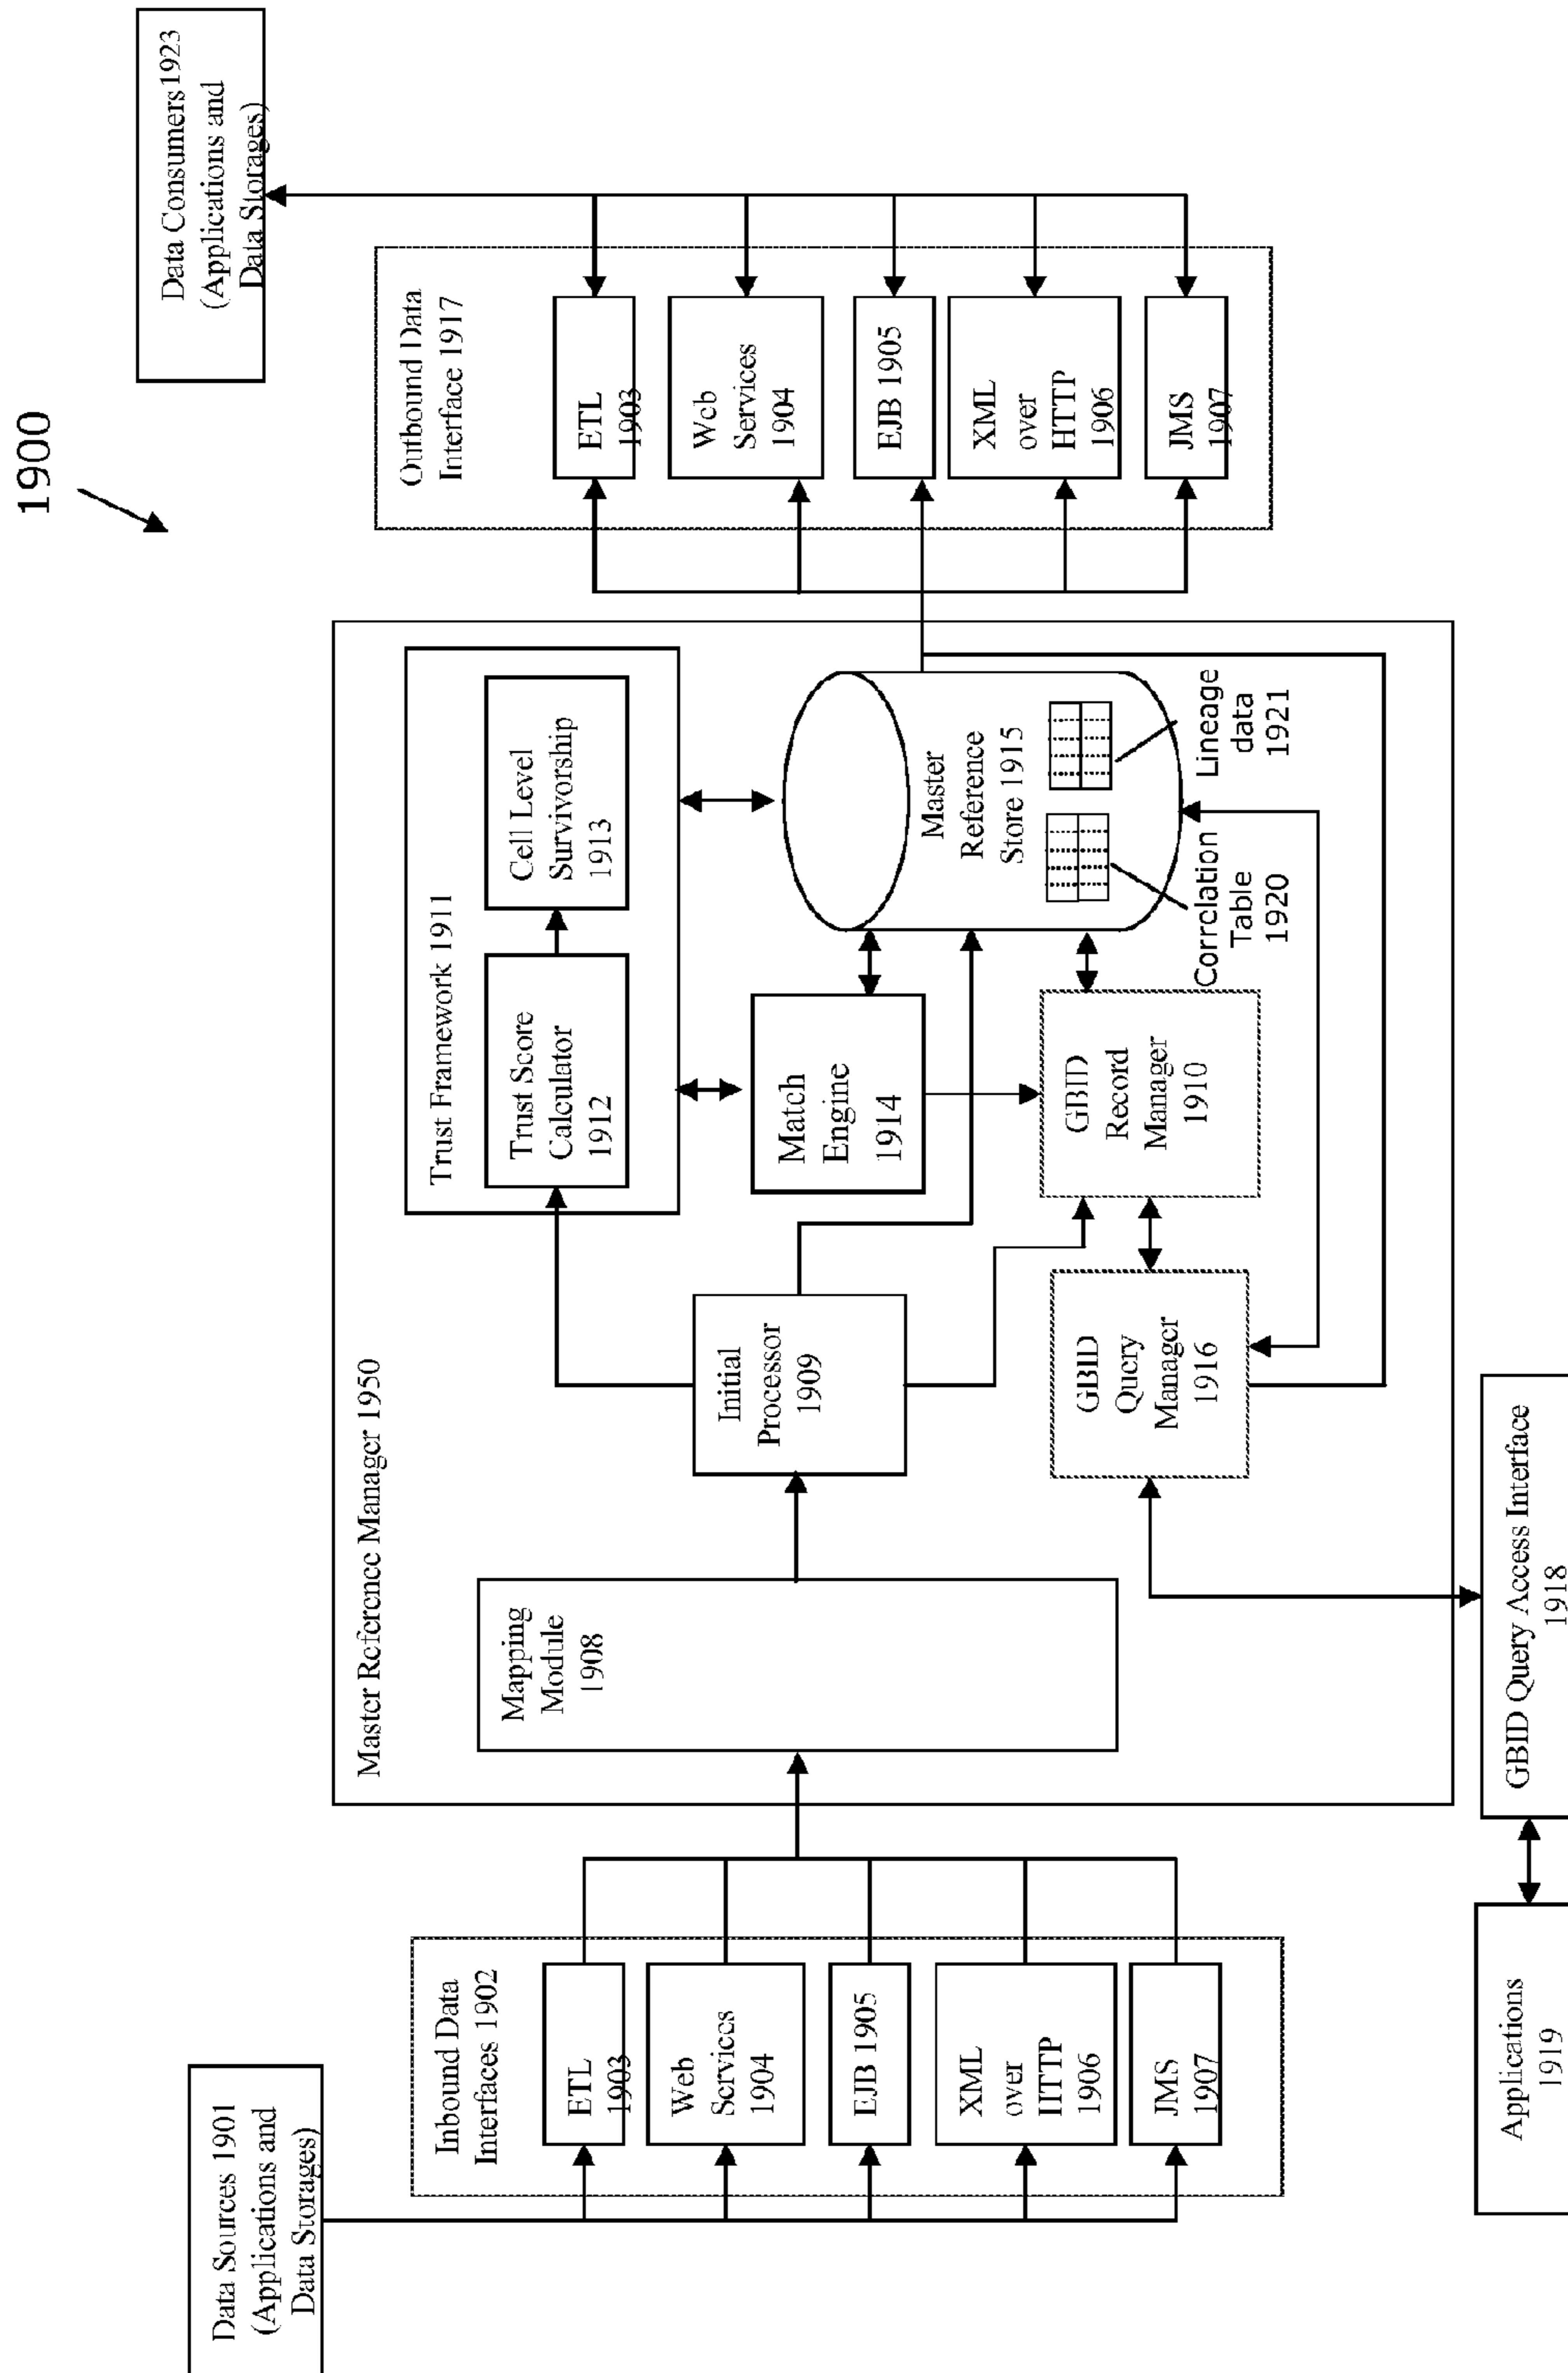 1900
Data Sources 1901
(Applications and
Data Storages)
Inbound Data
Interfaces 1902
ETL
1903
Web
Services
1904
EJB 1905
XML
over
HTTP
1906
JMS
1907
Master Reference Manager 1950
Mapping
Module
1908
Initial
Processor
1909
Trust Framework 1911
Trust Score
Calculator
1912
Cell Level
Survivorship
1913
Match
Engine
1914
Master
Reference
Store 1915
GBID
Record
Manager
1910
GBID
Query
Manager
1916
Correlation
Table
1920
Lineage
data
1921
Outbound Data
Interface 1917
ETL
1903
Web
Services
1904
EJB 1905
XML
over
HTTP
1906
JMS
1907
Data Consumers 1923
(Applications and
Data Storages)
Applications
1919
GBID Query Access Interface
1918